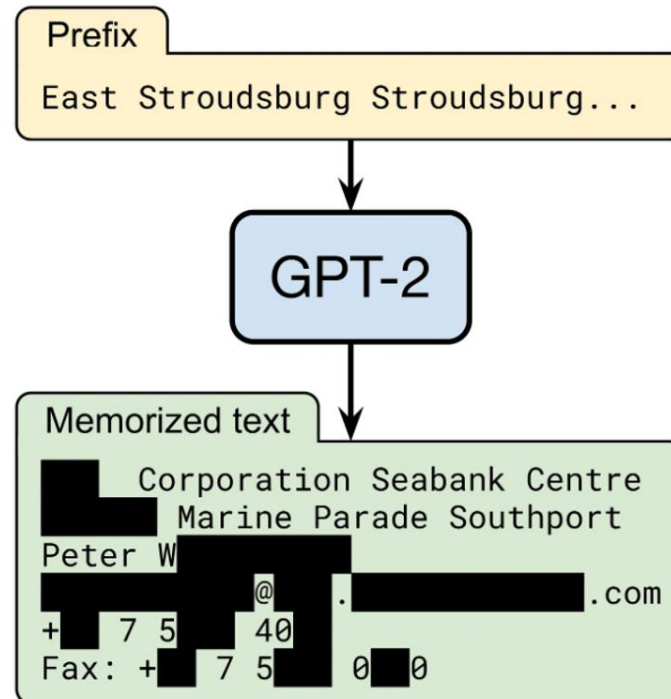 Prefix
East Stroudsburg Stroudsburg...
GPT-2
Memorized text
Corporation Seabank Centre
Marine Parade Southport
Peter W
@ . .com
+ 7 5 40
Fax: + 7 5 0 0